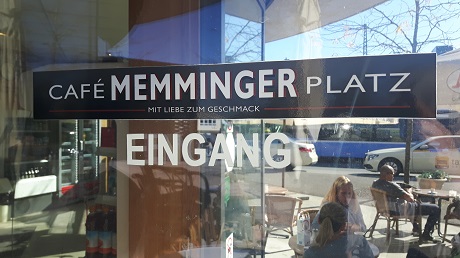 CAFÉ MEMMINGER PLATZ
MIT LIEBE ZUM GESCHMACK
EINGANG